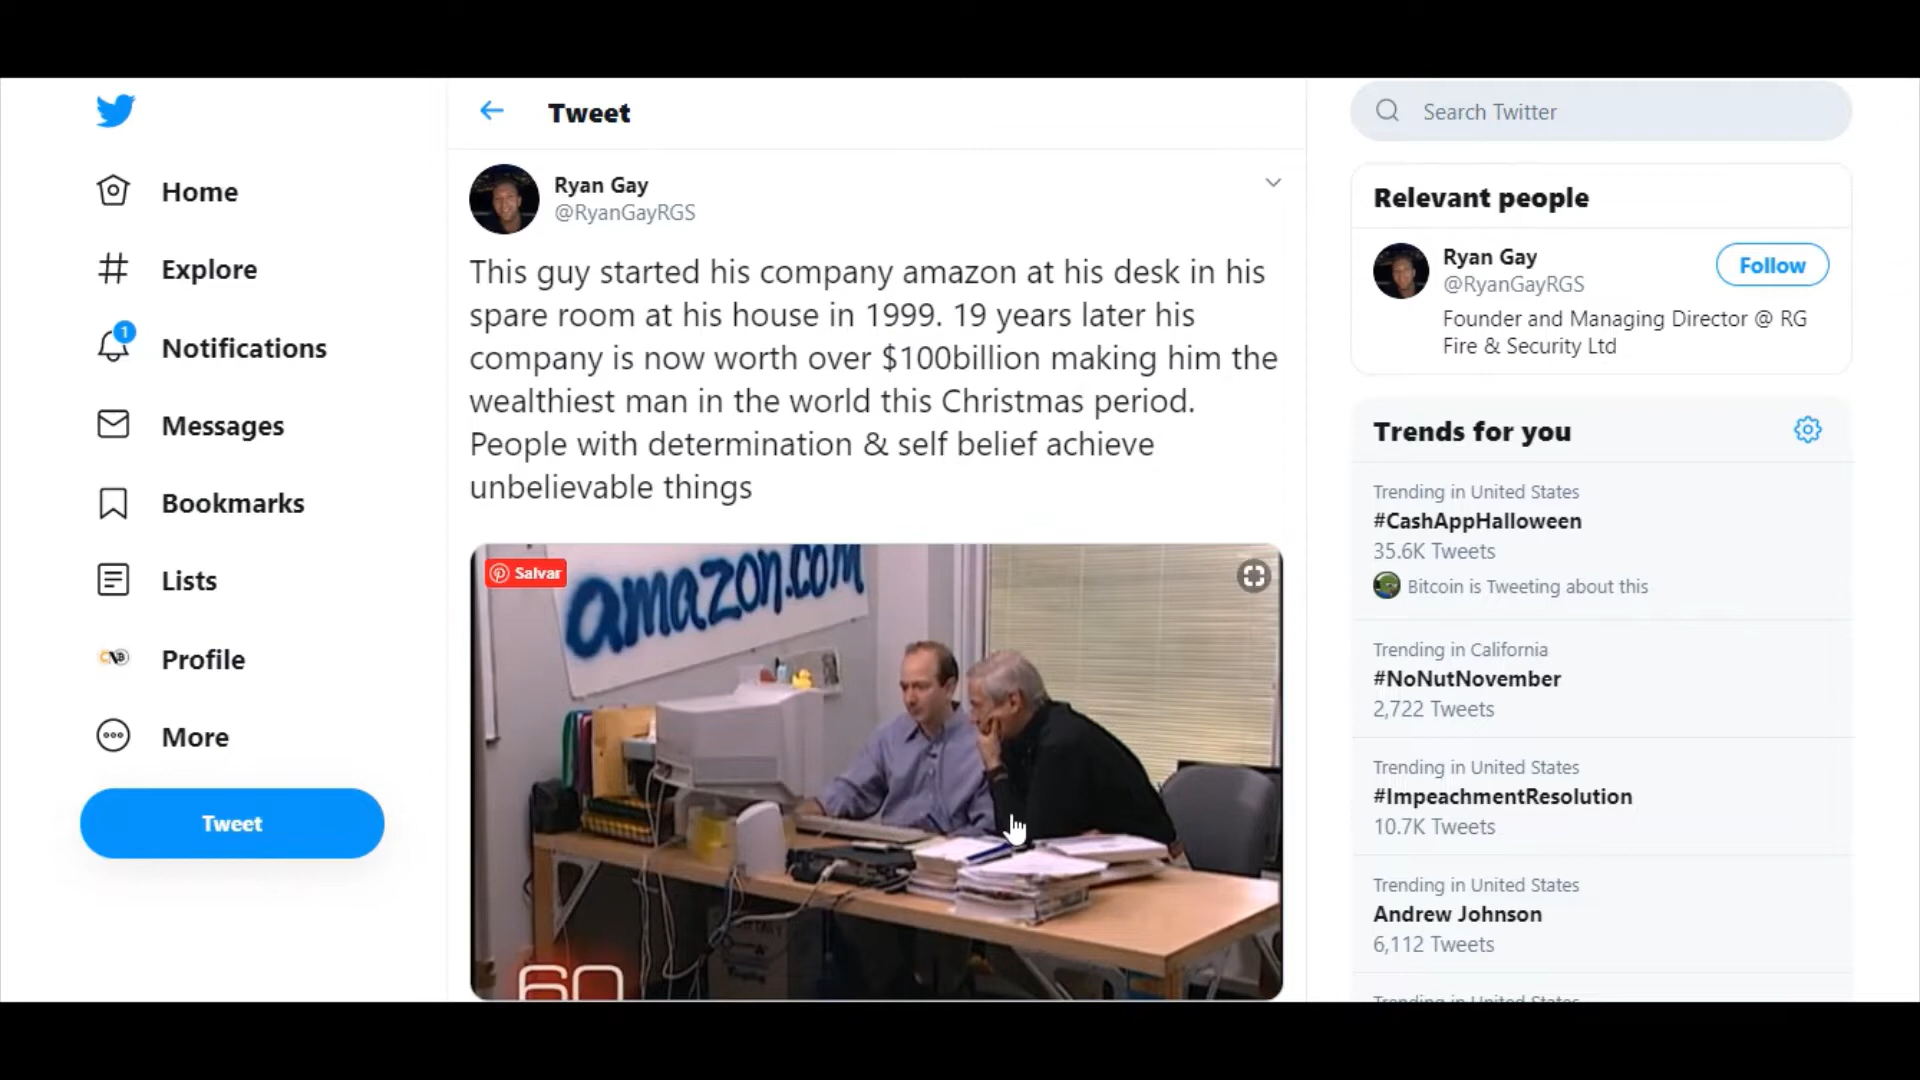 Home
Explore
1
Notifications
Messages
Bookmarks
Lists
Profile
More
Tweet
Tweet
Ryan Gay
@RyanGayRGS
This guy started his company amazon at his desk in his
spare room at his house in 1999. 19 years later his
company is now worth over $100billion making him the
wealthiest man in the world this Christmas period.
People with determination & self belief achieve
unbelievable things
Salvar
amazon.com
60
Search Twitter
Relevant people
Ryan Gay
@RyanGayRGS
Follow
Founder and Managing Director @ RG
Fire & Security Ltd
Trends for you
Trending in United States
#CashAppHalloween
35.6K Tweets
Bitcoin is Tweeting about this
Trending in California
#NoNutNovember
2,722 Tweets
Trending in United States
#ImpeachmentResolution
10.7K Tweets
Trending in United States
Andrew Johnson
6,112 Tweets
Trending in United States